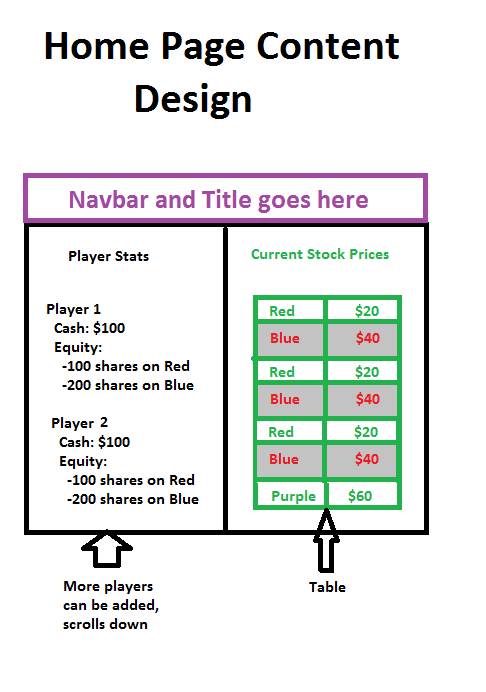 Home Page Content
Design
Navbar and Title goes here
Player Stats
Player 1
Cash: $100
Equity:
-100 shares on Red
-200 shares on Blue
Player 2
Cash: $100
Equity:
-100 shares on Red
-200 shares on Blue
Current Stock Prices
Red $20
Blue $40
Red $20
Blue $40
Red $20
Blue $40
Purple $60
More players
can be added,
scrolls down
Table